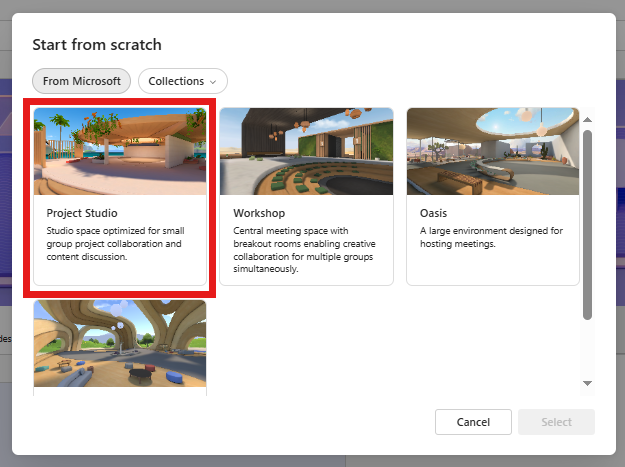 Start from scratch
From Microsoft
Collections
Project Studio
Studio space optimized for small
group project collaboration and
content discussion.
Workshop
Central meeting space with
breakout rooms enabling creative
collaboration for multiple groups
simultaneously.
Oasis
A large environment designed for
hosting meetings.
Cancel
Select